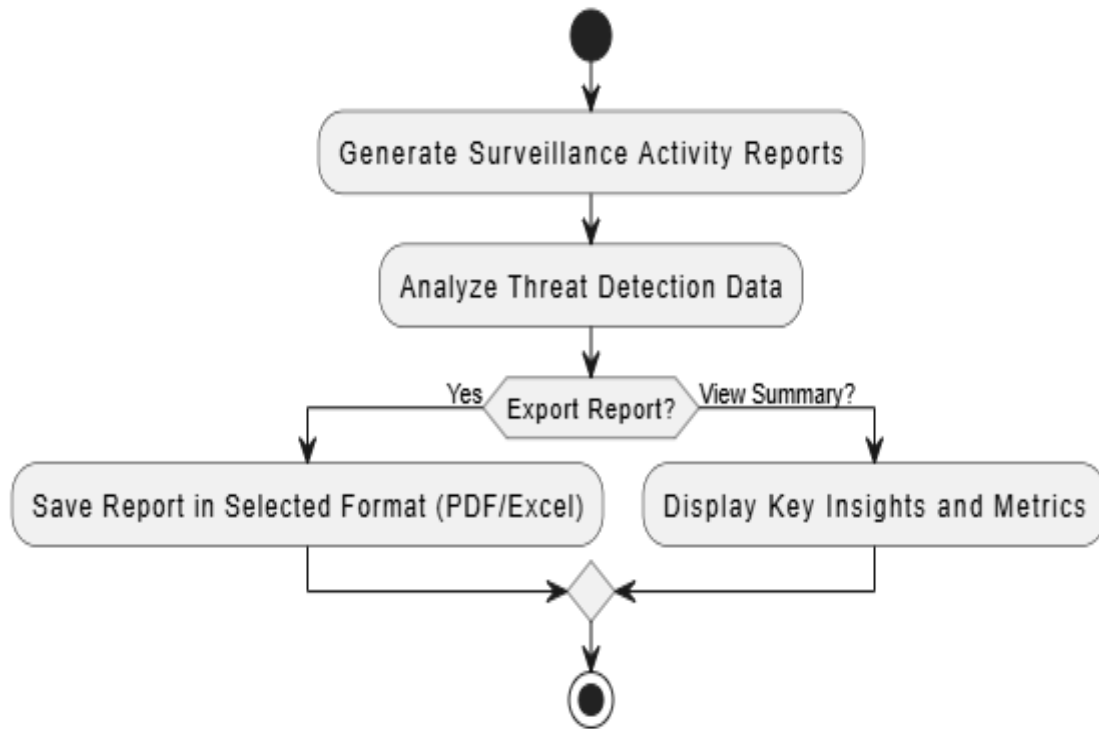 Generate Surveillance Activity Reports
Analyze Threat Detection Data
Yes
Export Report?
View Summary?
Save Report in Selected Format (PDF/Excel)
Display Key Insights and Metrics